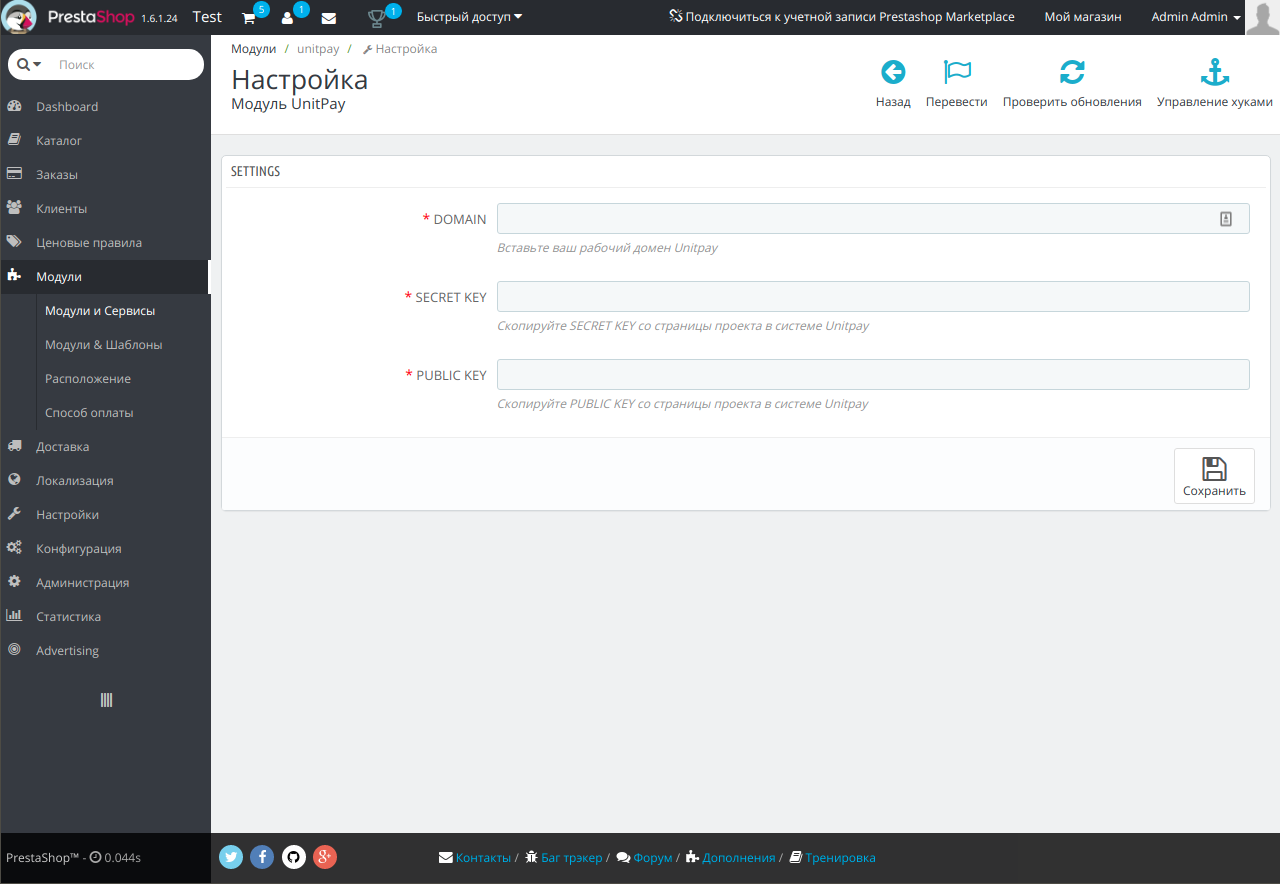 PrestaShop 1.6.1.24 Test 5 1 1 Быстрый доступ Подключиться к учетной записи Prestashop Marketplace Мой магазин Admin Admin
Поиск
Dashboard
Каталог
Заказы
Клиенты
Ценовые правила
Модули
Модули и Сервисы
Модули & Шаблоны
Расположение
Способ оплаты
Доставка
Локализация
Настройки
Конфигурация
Администрация
Статистика
Advertising
Модули / unitpay / Настройка
Настройка
Модуль UnitPay
Назад Перевести Проверить обновления Управление хуками
SETTINGS
* DOMAIN
Вставьте ваш рабочий домен Unitpay
* SECRET KEY
Скопируйте SECRET KEY со страницы проекта в системе Unitpay
* PUBLIC KEY
Скопируйте PUBLIC KEY со страницы проекта в системе Unitpay
Сохранить
PrestaShop™ - 0.044s
Контакты / Баг трэкер / Форум / Дополнения / Тренировка